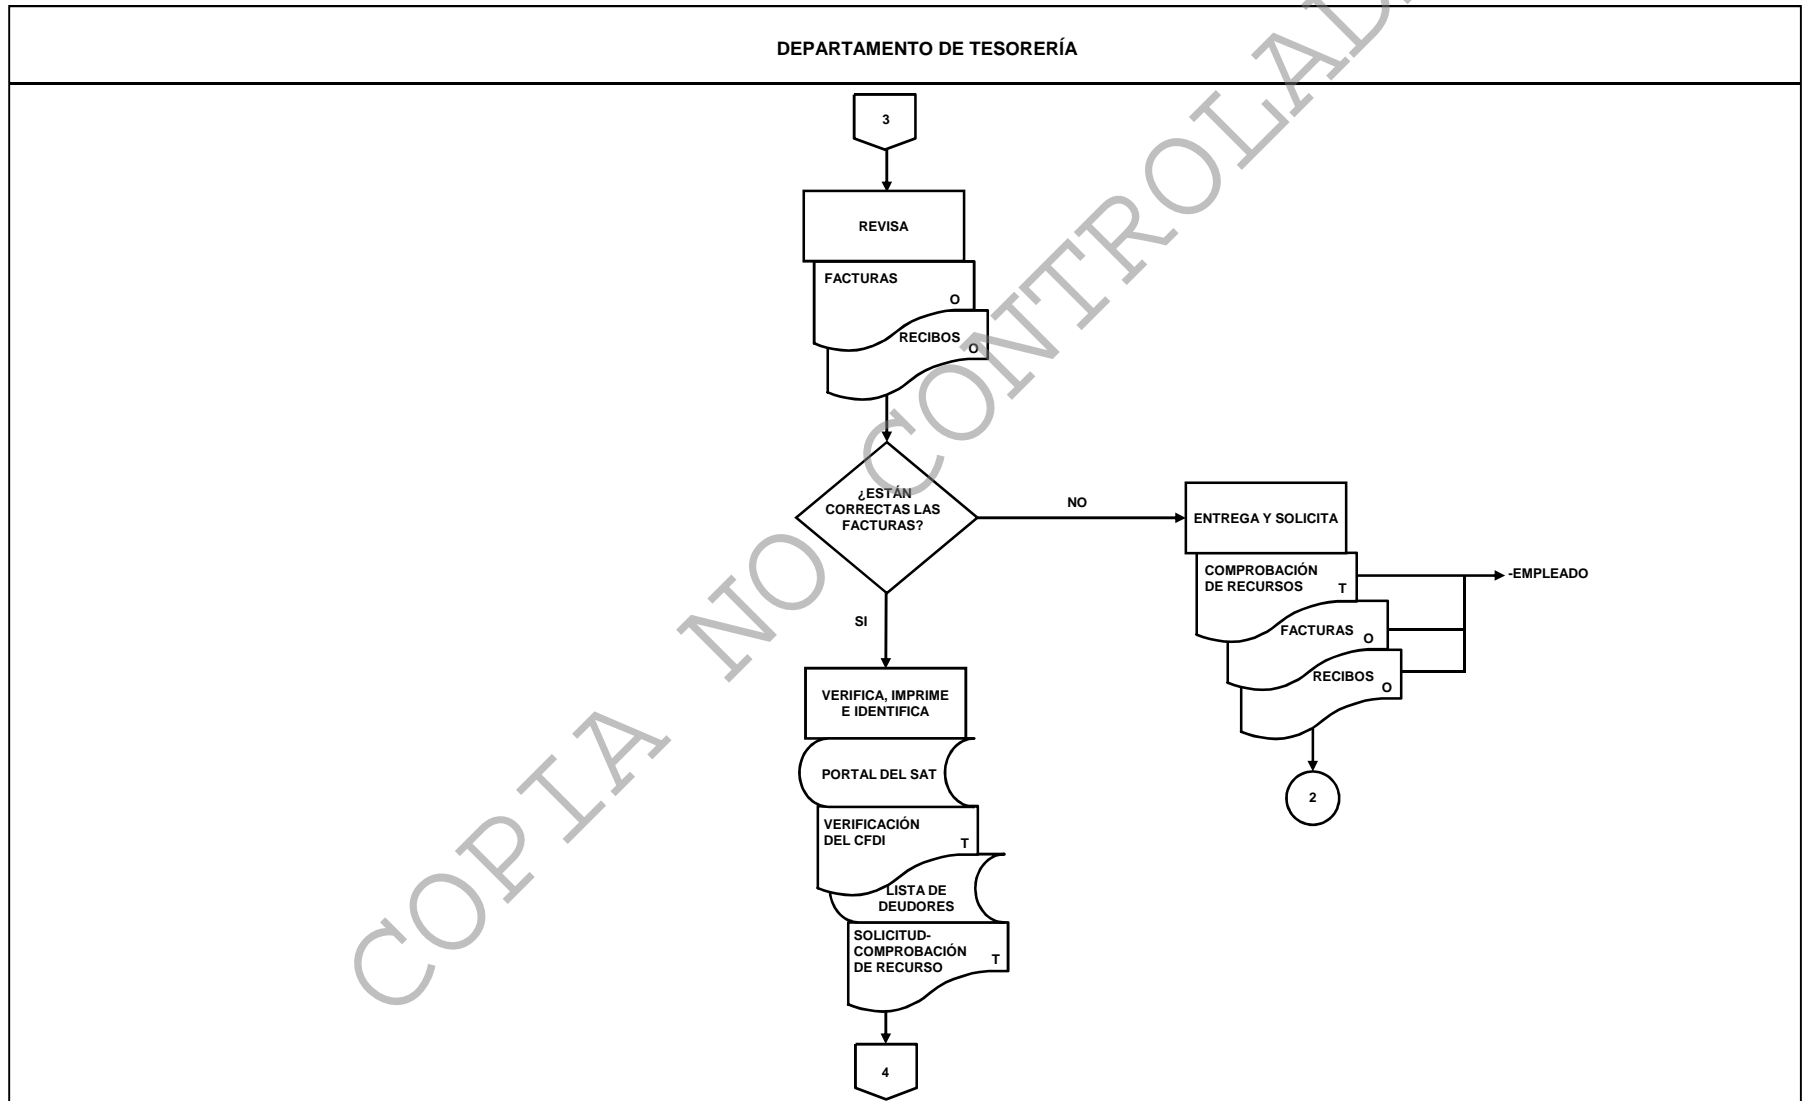 DEPARTAMENTO DE TESORERÍA
3
REVISA
FACTURAS
O
RECIBOS
O
¿ESTÁN
CORRECTAS LAS
FACTURAS?
NO
ENTREGA Y SOLICITA
COMPROBACIÓN
DE RECURSOS
T
-EMPLEADO
FACTURAS
O
RECIBOS
O
2
SI
VERIFICA, IMPRIME
E IDENTIFICA
PORTAL DEL SAT
VERIFICACIÓN
DEL CFDI
T
LISTA DE
DEUDORES
SOLICITUD-
COMPROBACIÓN
DE RECURSO
T
4
COPIA NO CONTROLAD